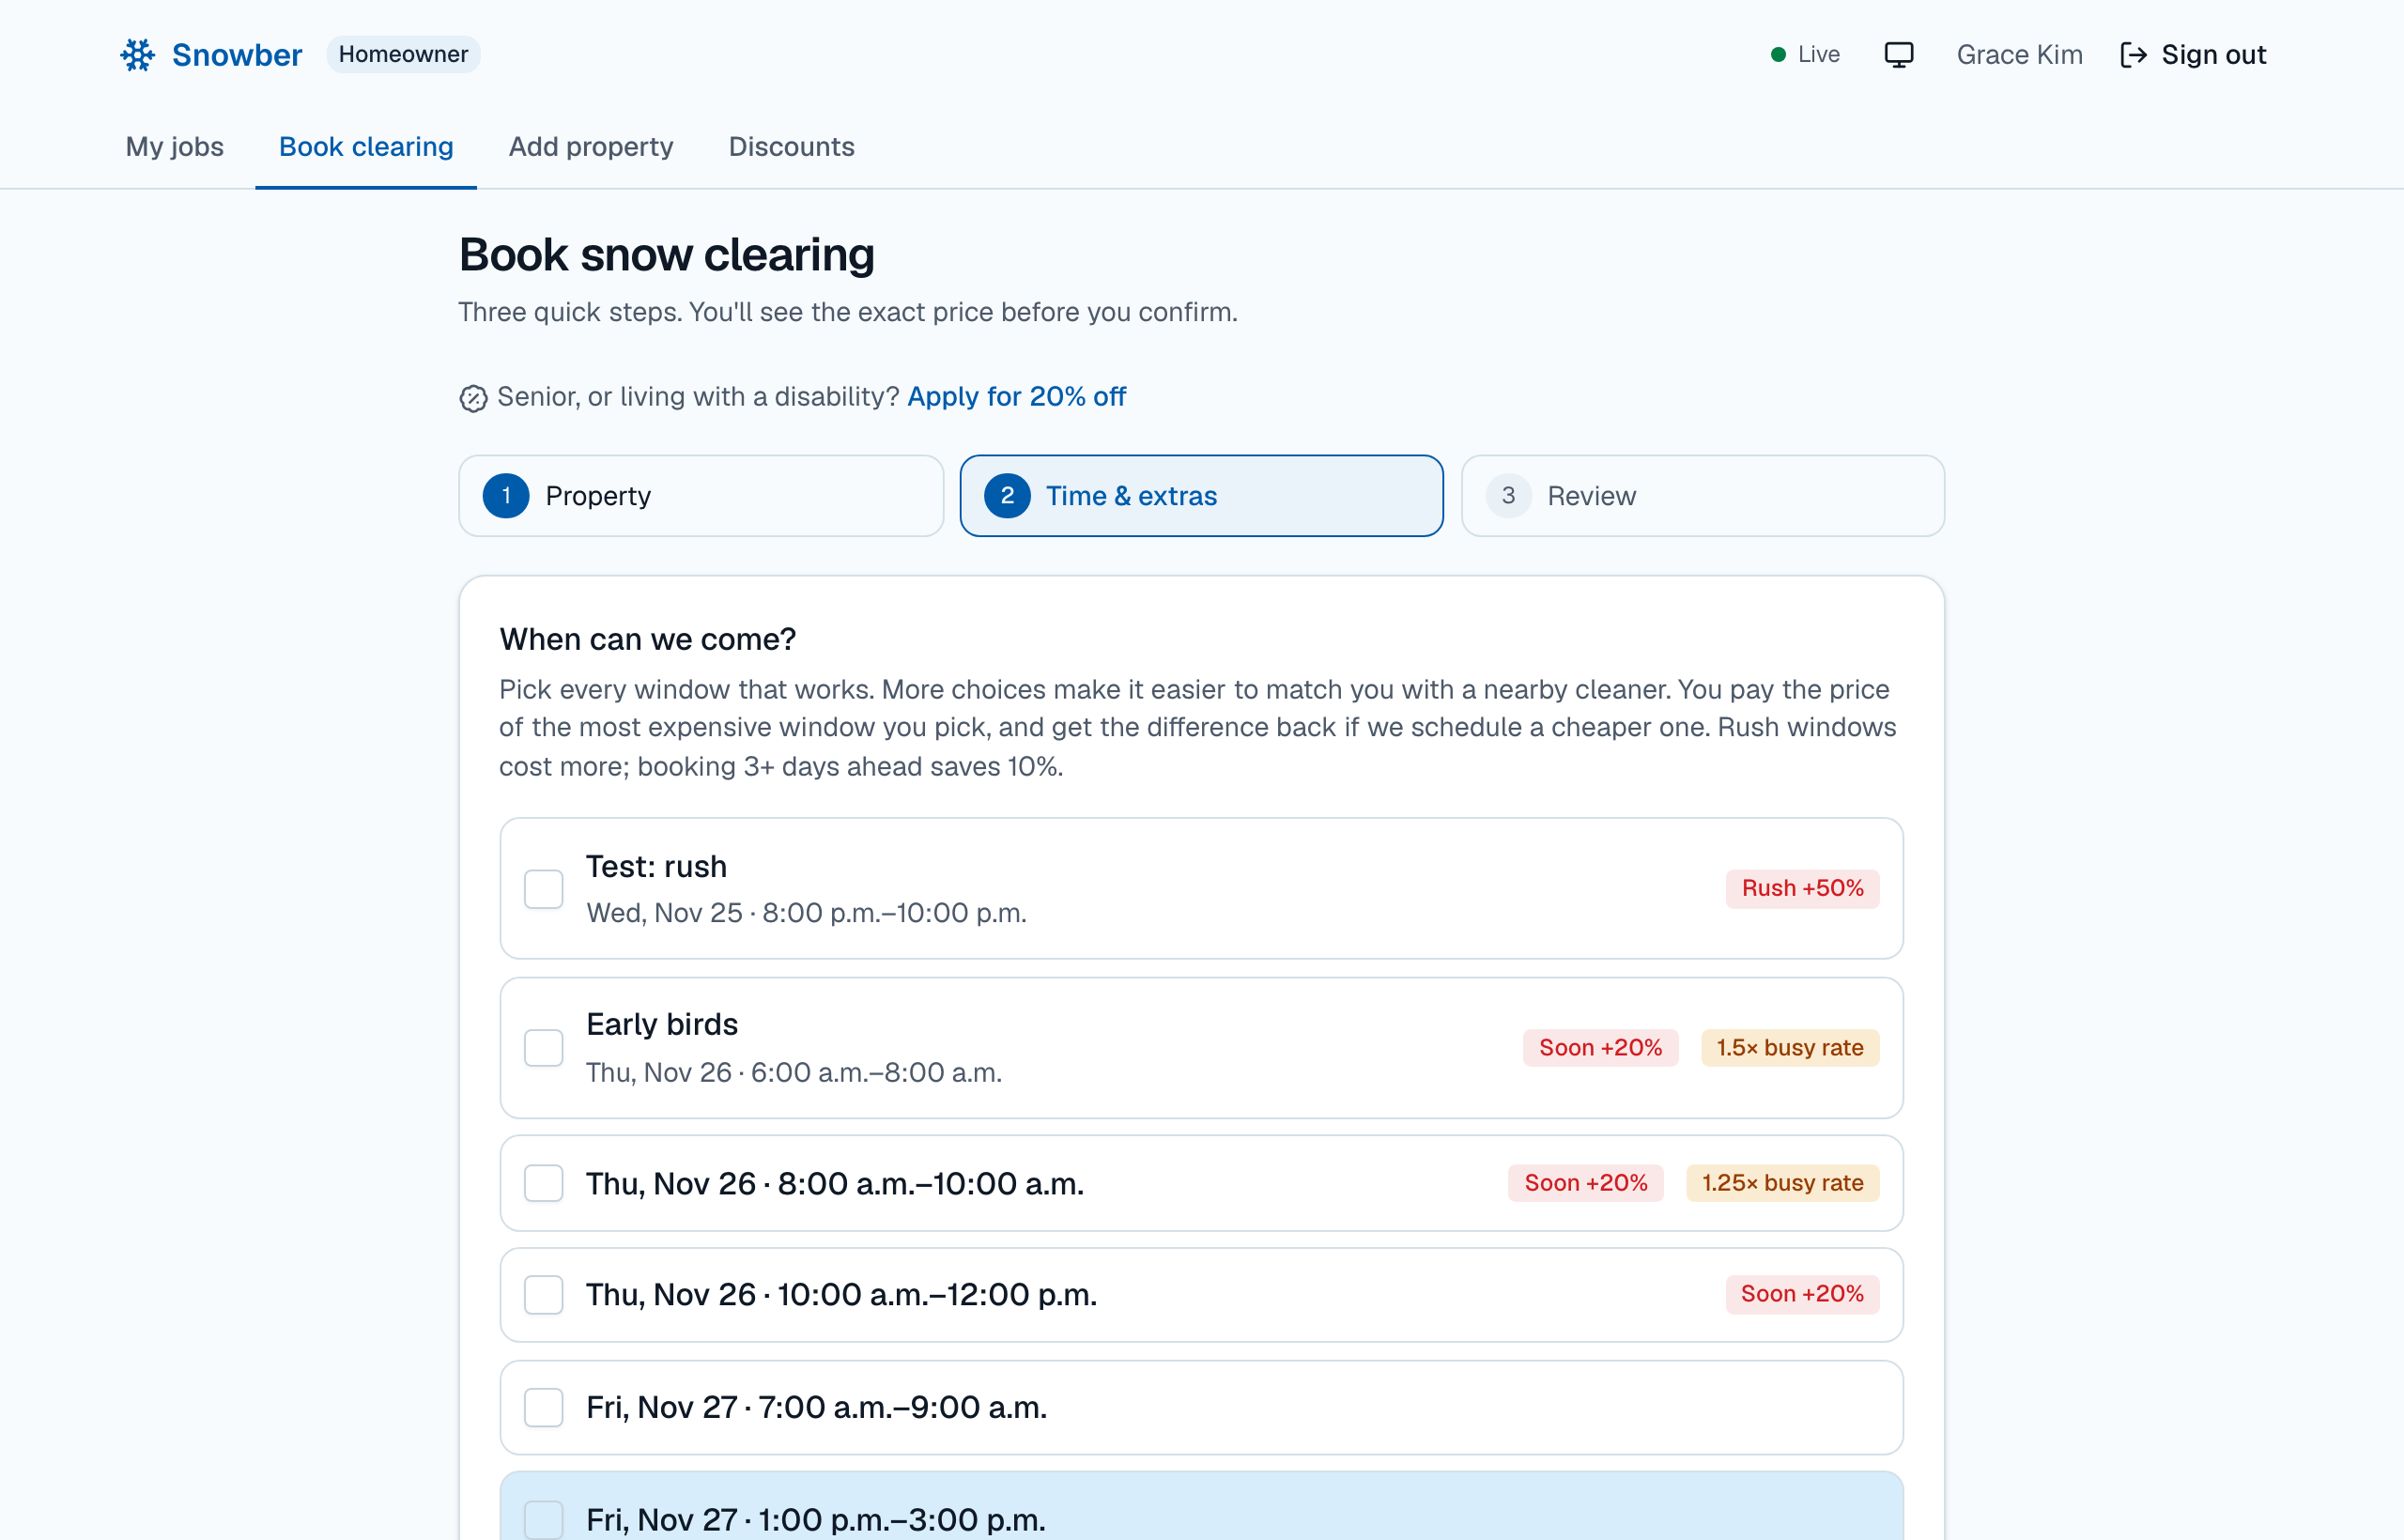 Snowber Homeowner Live Grace Kim Sign out
My jobs Book clearing Add property Discounts
Book snow clearing
Three quick steps. You'll see the exact price before you confirm.
Senior, or living with a disability? Apply for 20% off
1 Property 2 Time & extras 3 Review
When can we come?
Pick every window that works. More choices make it easier to match you with a nearby cleaner. You pay the price
of the most expensive window you pick, and get the difference back if we schedule a cheaper one. Rush windows
cost more; booking 3+ days ahead saves 10%.
Test: rush
Wed, Nov 25 · 8:00 p.m.–10:00 p.m.
Rush +50%
Early birds
Thu, Nov 26 · 6:00 a.m.–8:00 a.m.
Soon +20% 1.5× busy rate
Thu, Nov 26 · 8:00 a.m.–10:00 a.m. Soon +20% 1.25× busy rate
Thu, Nov 26 · 10:00 a.m.–12:00 p.m. Soon +20%
Fri, Nov 27 · 7:00 a.m.–9:00 a.m.
Fri, Nov 27 · 1:00 p.m.–3:00 p.m.